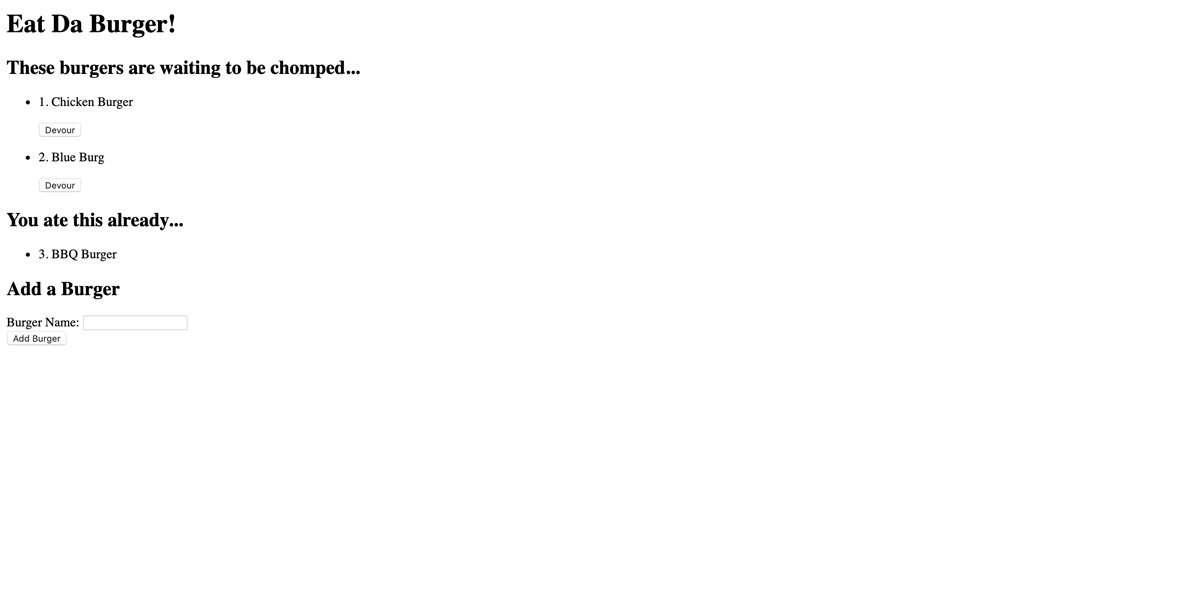 Eat Da Burger!
These burgers are waiting to be chomped...
1. Chicken Burger
Devour
2. Blue Burg
Devour
You ate this already...
3. BBQ Burger
Add a Burger
Burger Name:
Add Burger